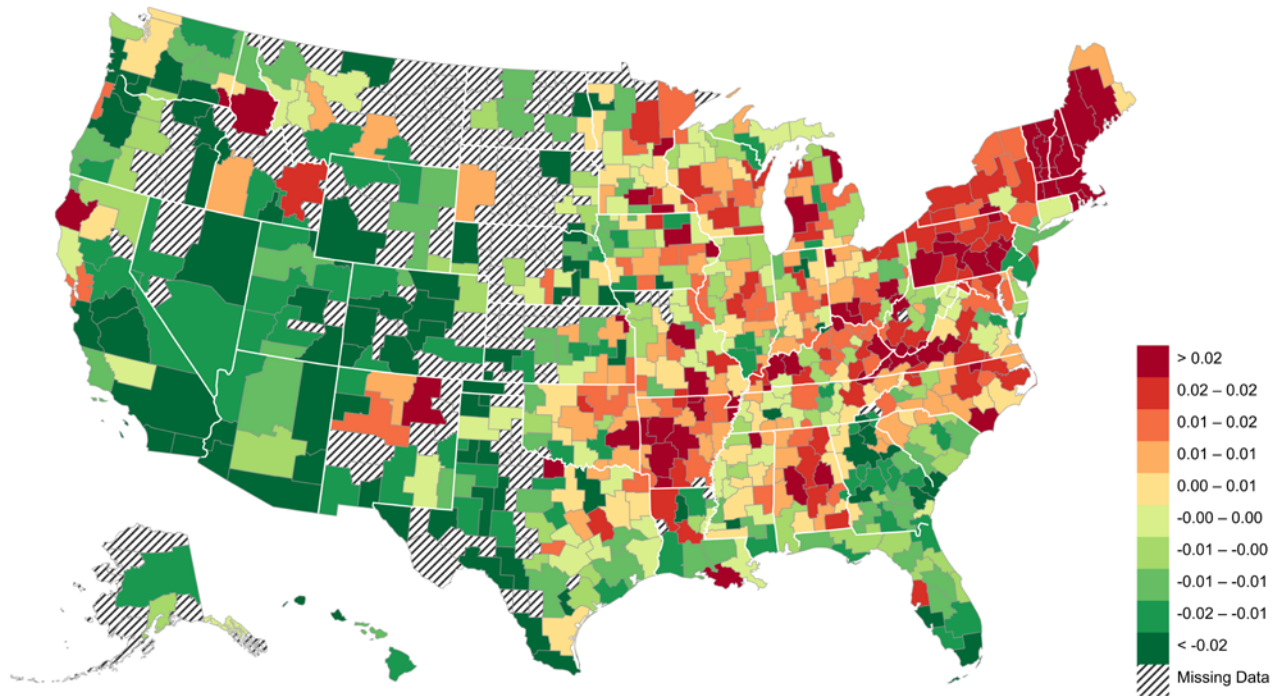 > 0.02
0.02 – 0.02
0.01 – 0.02
0.01 – 0.01
0.00 – 0.01
-0.00 – 0.00
-0.01 – -0.00
-0.01 – -0.01
-0.02 – -0.01
< -0.02
Missing Data